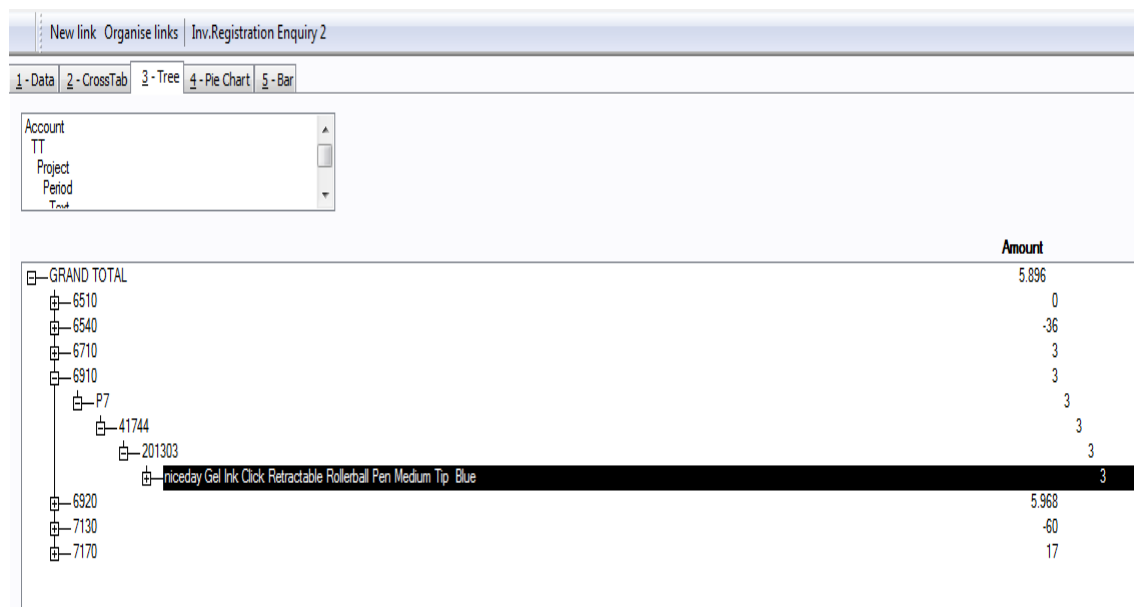 New link Organise links Inv.Registration Enquiry 2
1 - Data 2 - CrossTab 3 - Tree 4 - Pie Chart 5 - Bar
Account
TT
Project
Period
Text
Amount
GRAND TOTAL 5.896
6510 0
6540 -36
6710 3
6910 3
P7 3
41744 3
201303 3
niceday Gel Ink Click Retractable Rollerball Pen Medium Tip Blue 3
6920 5.968
7130 -60
7170 17